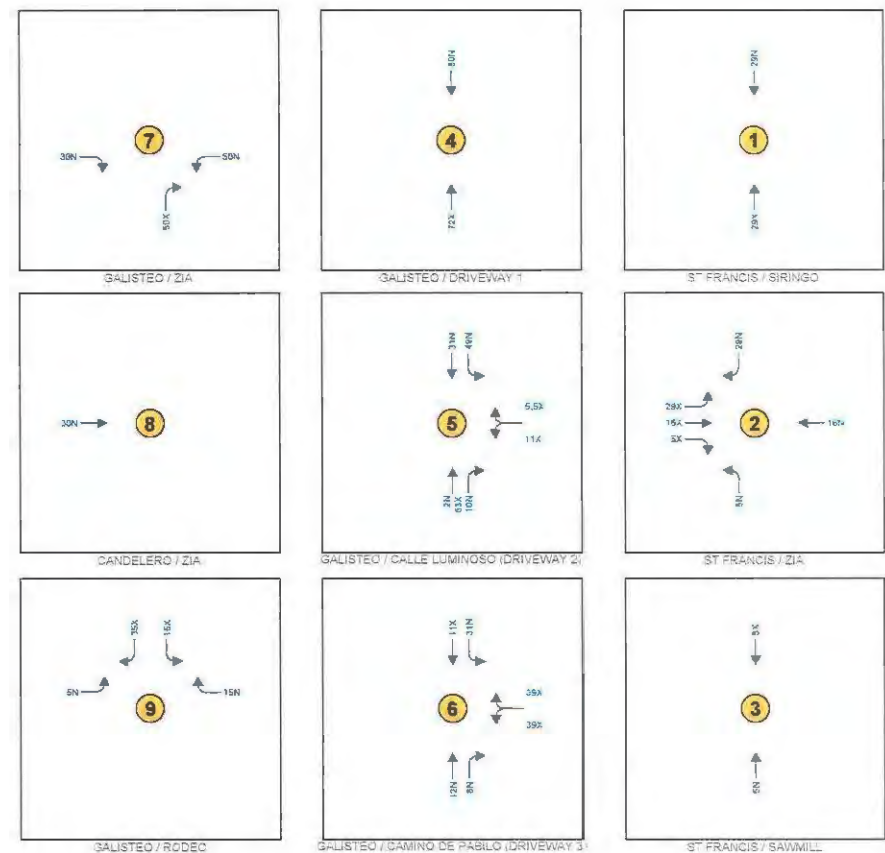 7
30N
50N
50X
GALISTEO / ZIA
4
80N
72X
GALISTEO / DRIVEWAY 1
1
29N
29X
ST FRANCIS / SIRINGO
8
CANDELERO / ZIA
5
31N
49N
5.5X
11X
2N
63X
10N
GALISTEO / CALLE LUMINOSO (DRIVEWAY 2)
2
29N
29X
16X
5X
16N
5N
ST FRANCIS / ZIA
9
35X
15X
5N
15N
GALISTEO / RODEO
6
11X
31N
39X
39X
12N
8N
GALISTEO / CAMINO DE PABILO (DRIVEWAY 3)
3
5N
ST FRANCIS / SAWMILL